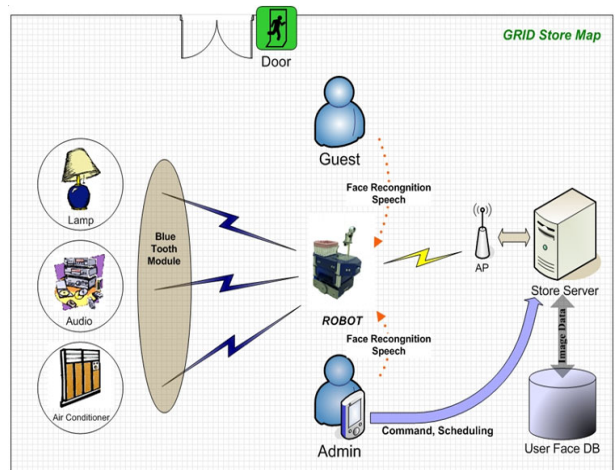 GRID Store Map
Door
Guest
Face Recongnition
Speech
Lamp
Blue
Tooth
Module
AP
Store Server
Audio
ROBOT
Face Recongnition
Speech
Image Data
Air Conditioner
Admin
Command, Scheduling
User Face DB